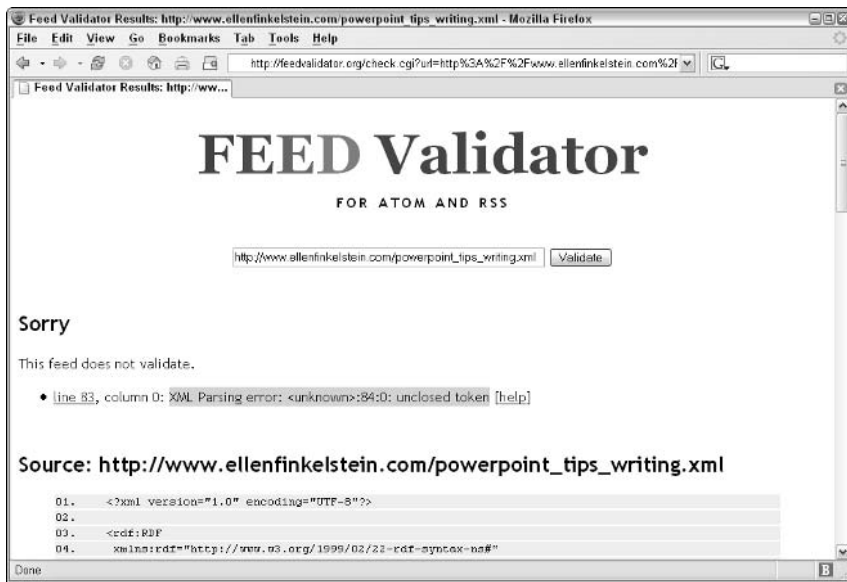 Feed Validator Results: http://www.ellenfinkelstein.com/powerpoint_tips_writing.xml - Mozilla Firefox
File Edit View Go Bookmarks Tab Tools Help
http://feedvalidator.org/check.cgi?url=http%3A%2F%2Fwww.ellenfinkelstein.com%2F
G
Feed Validator Results: http://ww...
FEED Validator
FOR ATOM AND RSS
http://www.ellenfinkelstein.com/powerpoint_tips_writing.xml Validate
Sorry
This feed does not validate.
• line 83, column 0: XML Parsing error: <unknown>:84:0: unclosed token [help]
Source: http://www.ellenfinkelstein.com/powerpoint_tips_writing.xml
01. <?xml version="1.0" encoding="UTF-8"?>
02.
03. <rdf:RDF
04. xmlns:rdf="http://www.w3.org/1999/02/22-rdf-syntax-ns#"
Done
B